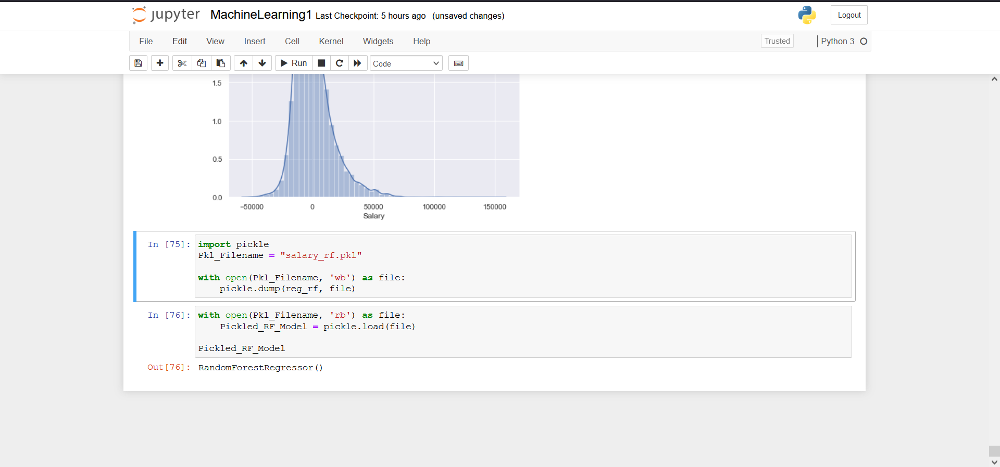 jupyter MachineLearning1 Last Checkpoint: 5 hours ago (unsaved changes) Logout
File Edit View Insert Cell Kernel Widgets Help Trusted Python 3
Run Code
1.5
1.0
0.5
0.0
−50000 0 50000 100000 150000
Salary
In [75]: import pickle
Pkl_Filename = "salary_rf.pkl"
with open(Pkl_Filename, 'wb') as file:
    pickle.dump(reg_rf, file)
In [76]: with open(Pkl_Filename, 'rb') as file:
    Pickled_RF_Model = pickle.load(file)
Pickled_RF_Model
Out[76]: RandomForestRegressor()